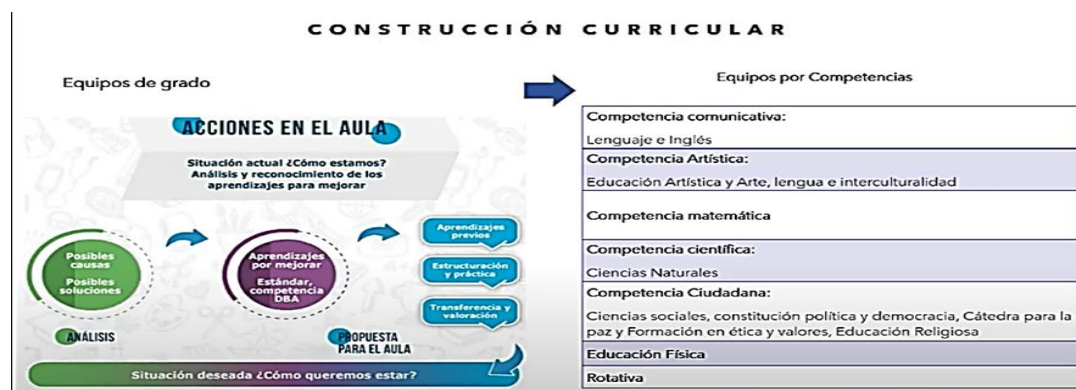 CONSTRUCCIÓN CURRICULAR
Equipos de grado
ACCIONES EN EL AULA
Situación actual ¿Cómo estamos?
Análisis y reconocimiento de los
aprendizajes para mejorar
Posibles
causas
Posibles
soluciones
ANÁLISIS
Aprendizajes
por mejorar
Estándar,
competencia
DBA
PROPUESTA
PARA EL AULA
Aprendizajes
previos
Estructuración
y práctica
Transferencia y
valoración
Situación deseada ¿Cómo queremos estar?
Equipos por Competencias
Competencia comunicativa:
Lenguaje e Inglés
Competencia Artística:
Educación Artística y Arte, lengua e interculturalidad
Competencia matemática
Competencia científica:
Ciencias Naturales
Competencia Ciudadana:
Ciencias sociales, constitución política y democracia, Cátedra para la
paz y Formación en ética y valores, Educación Religiosa
Educación Física
Rotativa